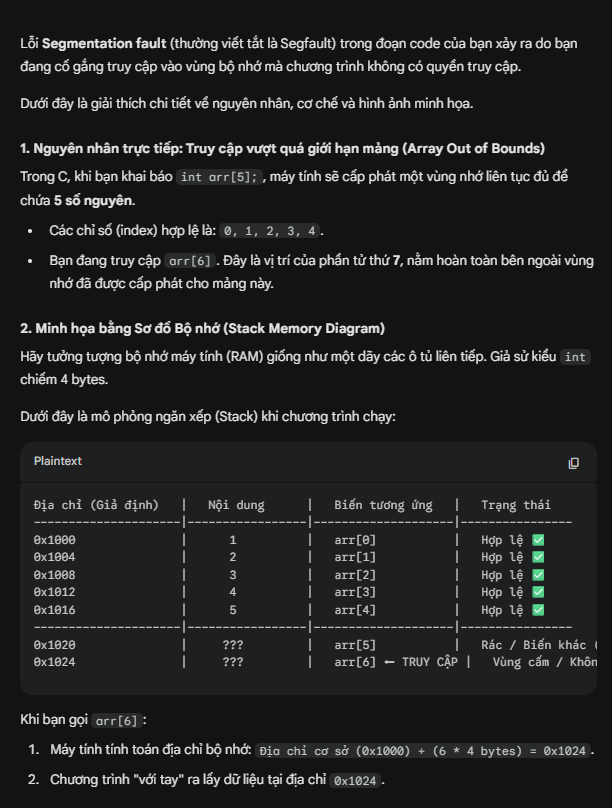 Lỗi Segmentation fault (thường viết tắt là Segfault) trong đoạn code của bạn xảy ra do bạn
đang cố gắng truy cập vào vùng bộ nhớ mà chương trình không có quyền truy cập.
Dưới đây là giải thích chi tiết về nguyên nhân, cơ chế và hình ảnh minh họa.
1. Nguyên nhân trực tiếp: Truy cập vượt quá giới hạn mảng (Array Out of Bounds)
Trong C, khi bạn khai báo int arr[5];, máy tính sẽ cấp phát một vùng nhớ liên tục đủ để
chứa 5 số nguyên.
• Các chỉ số (index) hợp lệ là: 0, 1, 2, 3, 4.
• Bạn đang truy cập arr[6]. Đây là vị trí của phần tử thứ 7, nằm hoàn toàn bên ngoài vùng
nhớ đã được cấp phát cho mảng này.
2. Minh họa bằng Sơ đồ Bộ nhớ (Stack Memory Diagram)
Hãy tưởng tượng bộ nhớ máy tính (RAM) giống như một dãy các ô tủ liên tiếp. Giả sử kiểu int
chiếm 4 bytes.
Dưới đây là mô phỏng ngăn xếp (Stack) khi chương trình chạy:
Plaintext
Địa chỉ (Giả định) | Nội dung | Biến tương ứng | Trạng thái
---------------------|-----------------|--------------------|----------------
0x1000 | 1 | arr[0] | Hợp lệ ✅
0x1004 | 2 | arr[1] | Hợp lệ ✅
0x1008 | 3 | arr[2] | Hợp lệ ✅
0x1012 | 4 | arr[3] | Hợp lệ ✅
0x1016 | 5 | arr[4] | Hợp lệ ✅
---------------------|-----------------|--------------------|----------------
0x1020 | ??? | arr[5] | Rác / Biến khác (
0x1024 | ??? | arr[6] ← TRUY CẬP | Vùng cấm / Khôn
Khi bạn gọi arr[6]:
1. Máy tính tính toán địa chỉ bộ nhớ: Địa chỉ cơ sở (0x1000) + (6 * 4 bytes) = 0x1024.
2. Chương trình "với tay" ra lấy dữ liệu tại địa chỉ 0x1024.